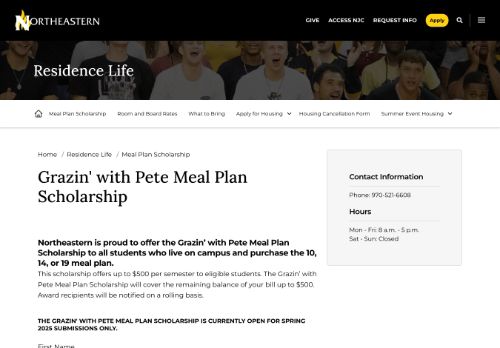 NORTHEASTERN
GIVE ACCESS NJC REQUEST INFO Apply
Residence Life
Meal Plan Scholarship Room and Board Rates What to Bring Apply for Housing Housing Cancellation Form Summer Event Housing
Home / Residence Life / Meal Plan Scholarship
Grazin' with Pete Meal Plan
Scholarship
Northeastern is proud to offer the Grazin’ with Pete Meal Plan
Scholarship to all students who live on campus and purchase the 10,
14, or 19 meal plan.
This scholarship offers up to $500 per semester to eligible students. The Grazin’ with
Pete Meal Plan Scholarship will cover the remaining balance of your bill up to $500.
Award recipients will be notified on a rolling basis.
THE GRAZIN' WITH PETE MEAL PLAN SCHOLARSHIP IS CURRENTLY OPEN FOR SPRING
2025 SUBMISSIONS ONLY.
First Name
Contact Information
Phone: 970-521-6608
Hours
Mon - Fri: 8 a.m. - 5 p.m.
Sat - Sun: Closed